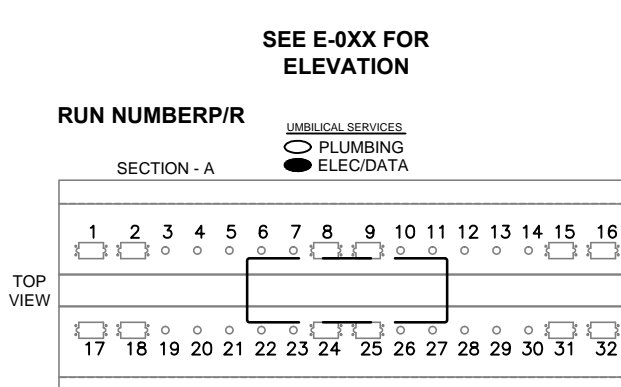 SEE E-0XX FOR
ELEVATION
RUN NUMBERP/R
UMBILICAL SERVICES
PLUMBING
ELEC/DATA
SECTION - A
1 2 3 4 5 6 7 8 9 10 11 12 13 14 15 16
TOP
VIEW
17 18 19 20 21 22 23 24 25 26 27 28 29 30 31 32